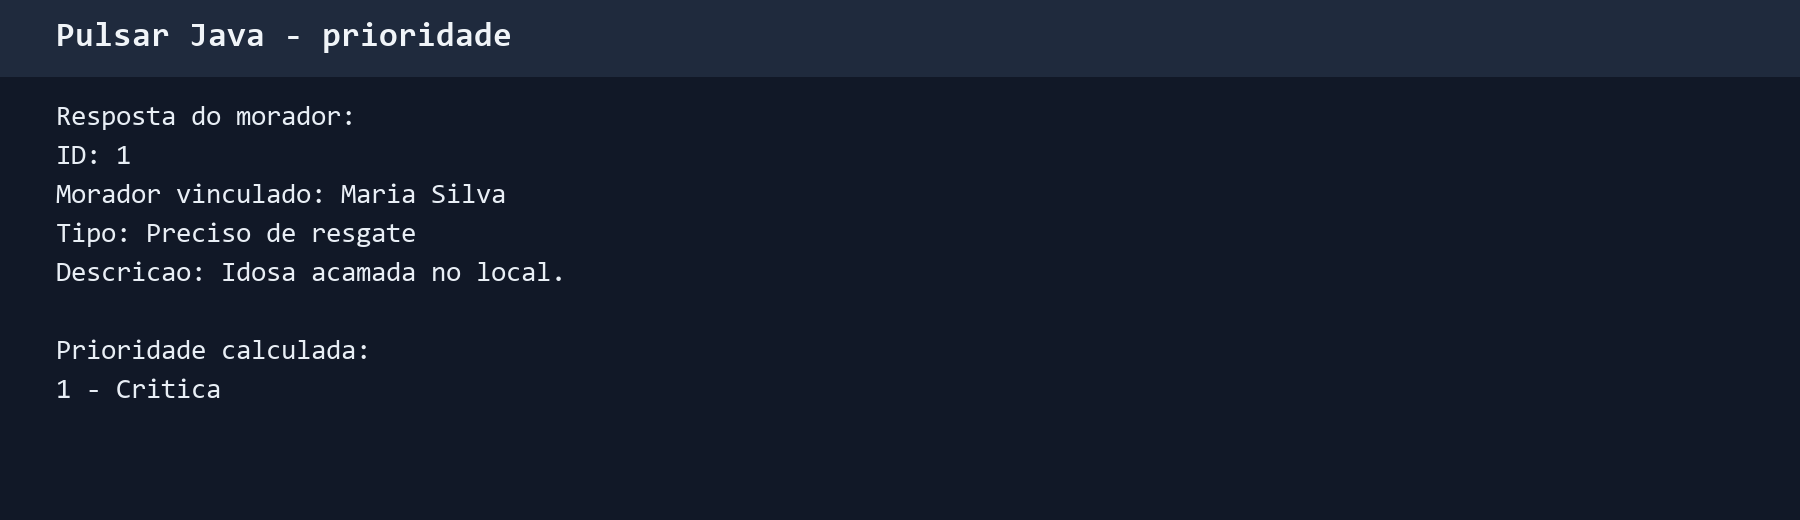 Pulsar Java - prioridade
Resposta do morador:
ID: 1
Morador vinculado: Maria Silva
Tipo: Preciso de resgate
Descricao: Idosa acamada no local.
Prioridade calculada:
1 - Critica